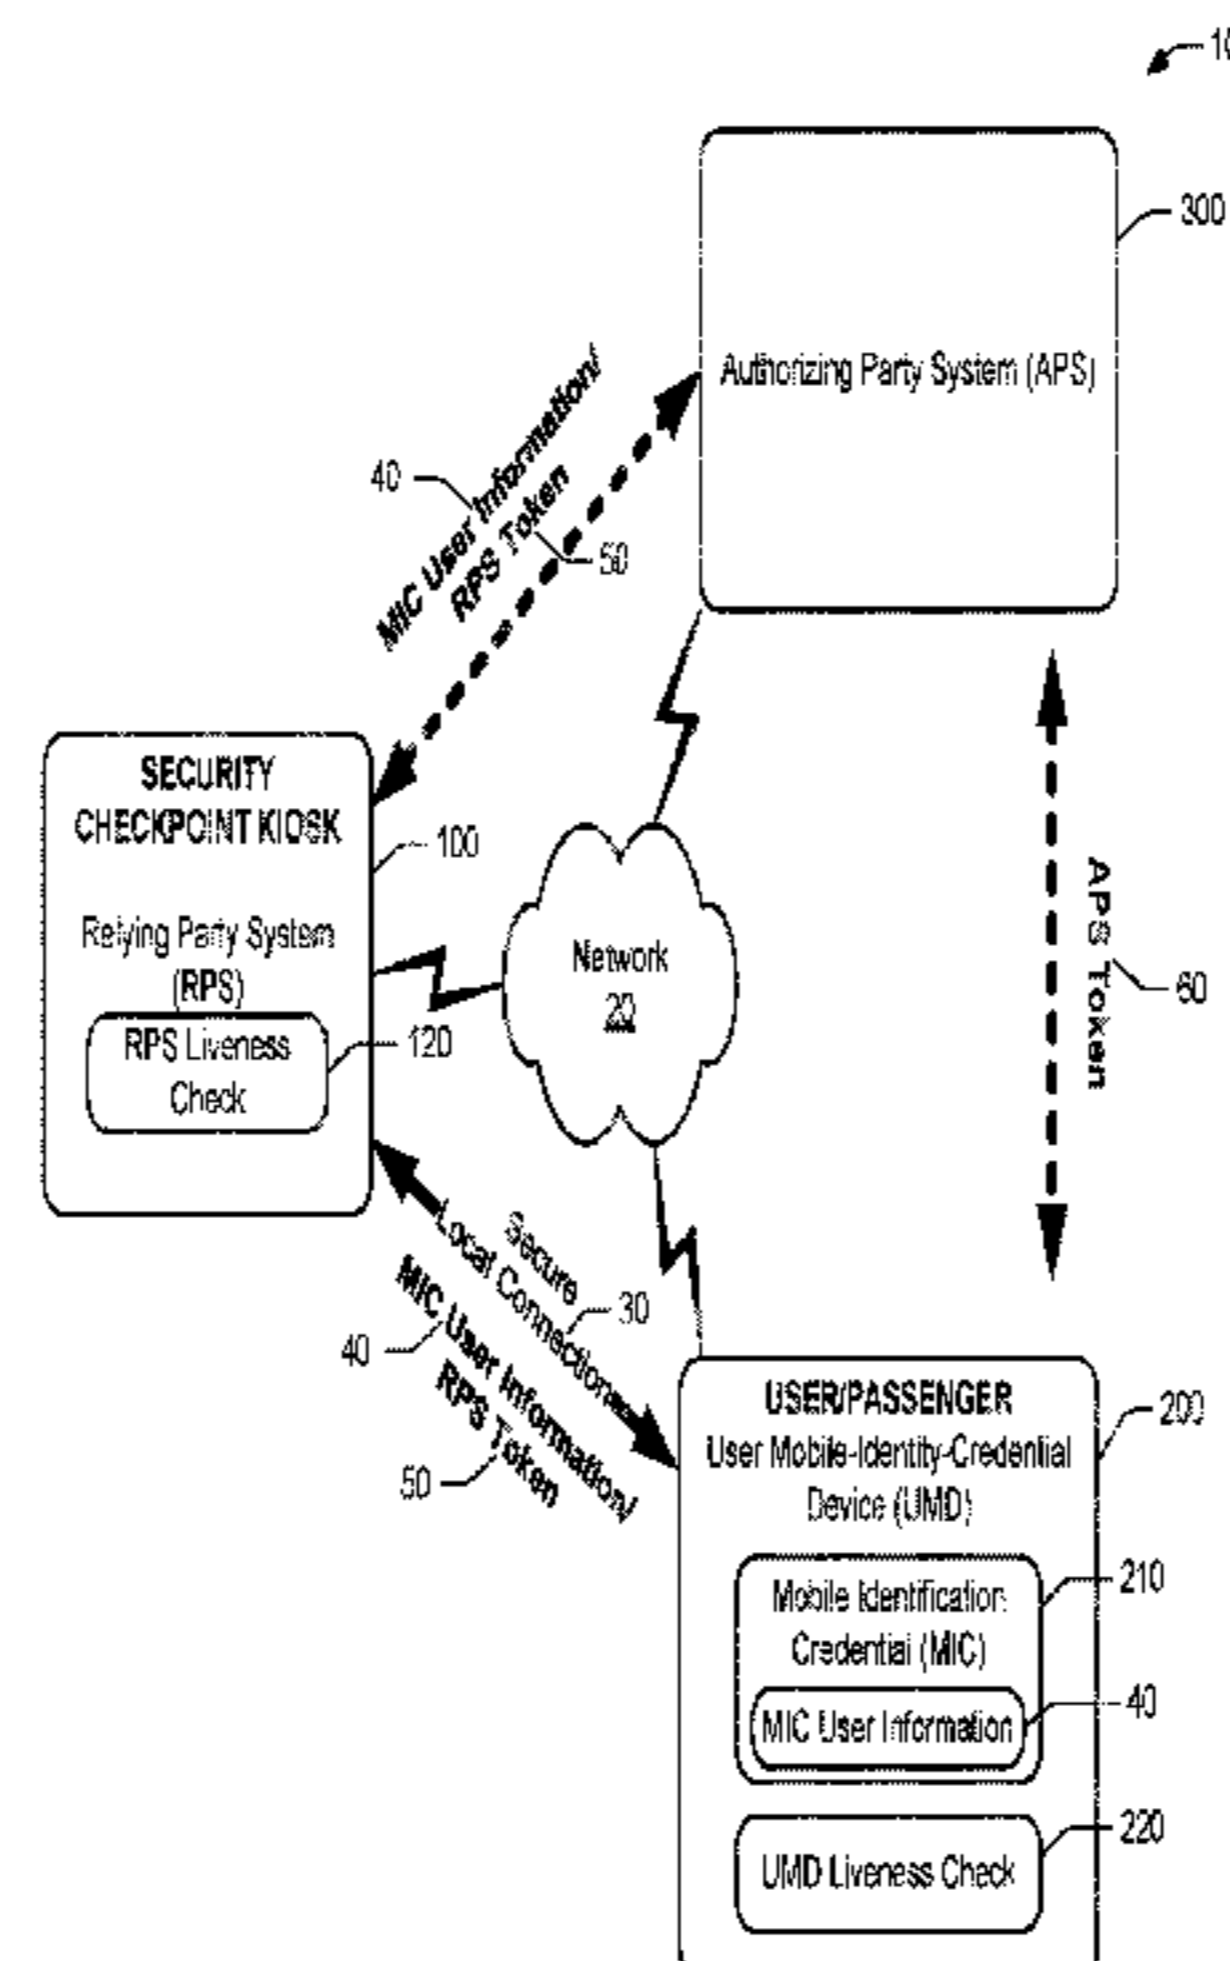 300
Authorizing Party System (APS)
40
MIC User Information/
RPS Token
50
SECURITY
CHECKPOINT KIOSK
100
Relying Party System
(RPS)
RPS Liveness
Check
120
Network
20
APS Token
60
Secure
Local Connection
30
MIC User Information/
40
RPS Token
50
USER/PASSENGER
200
User Mobile-Identity-Credential
Device (UMD)
210
Mobile Identification
Credential (MIC)
40
MIC User Information
220
UMD Liveness Check